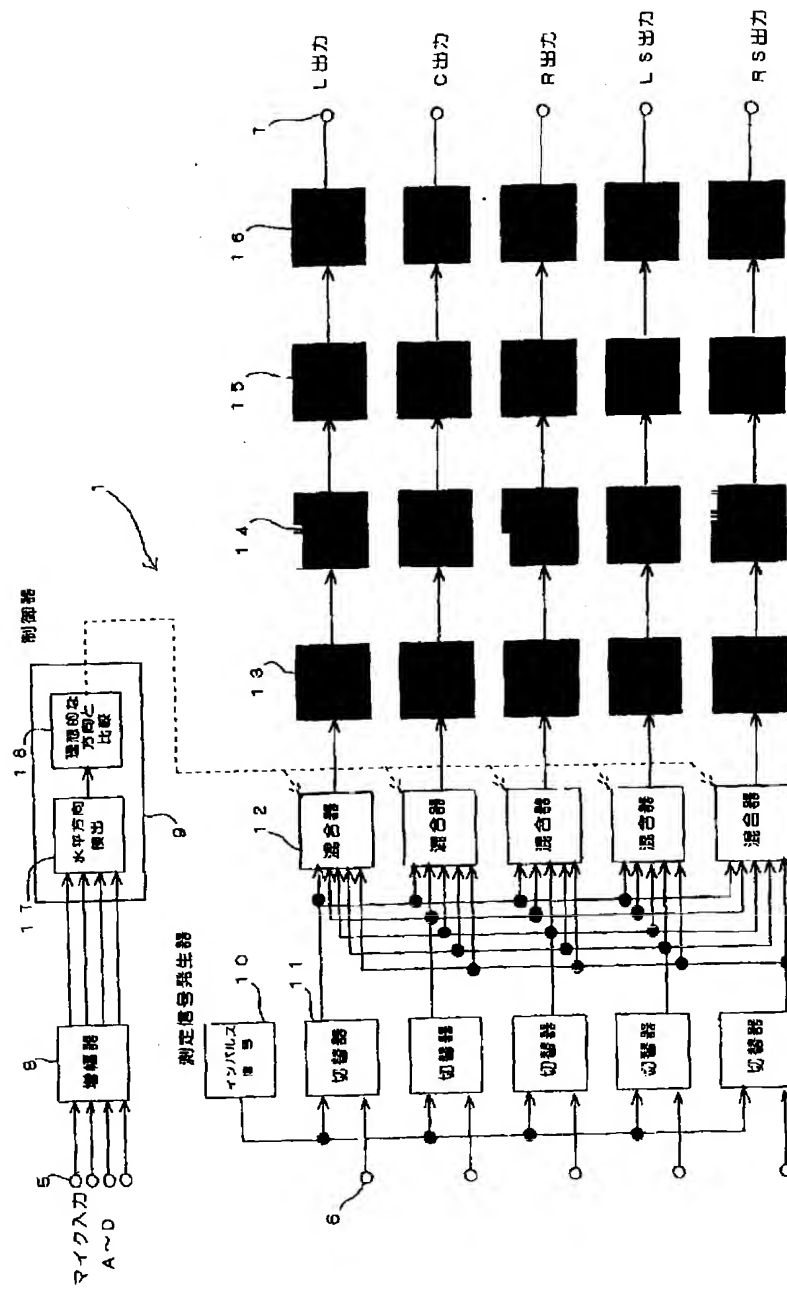 マイク入力
A～D
5
8
増幅器
17
水平方向
検出
18
理想的な
方向と
比較
9
制御器
1
測定信号発生器
10
インパルス
信号
6
11
切替器
切替器
切替器
切替器
切替器
12
混合器
混合器
混合器
混合器
混合器
13
14
15
16
7
L出力
C出力
R出力
LS出力
RS出力